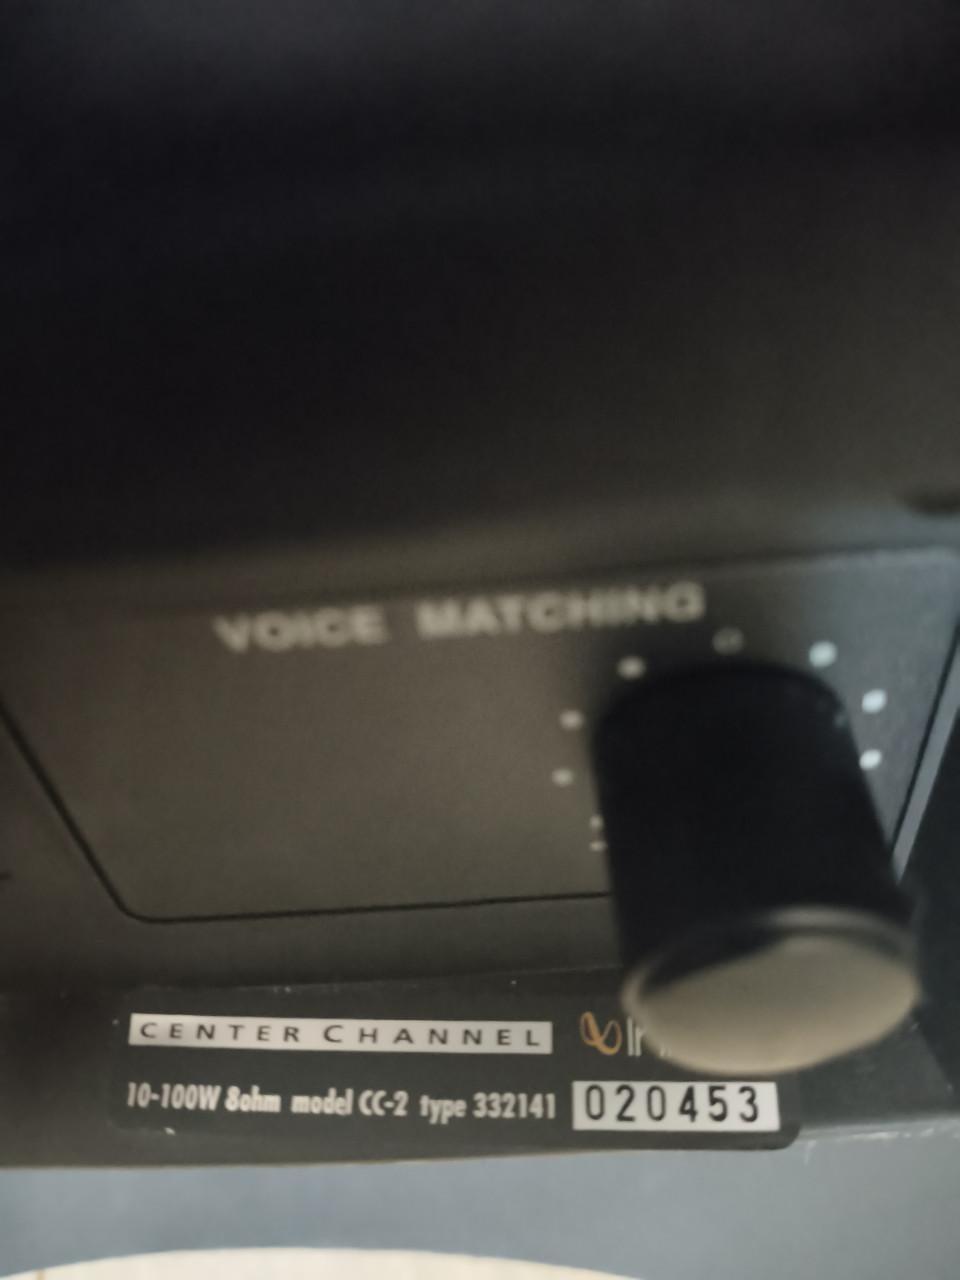 VOICE MATCHING
CENTER CHANNEL
10-100W 8ohm model CC-2 type 332141 020453